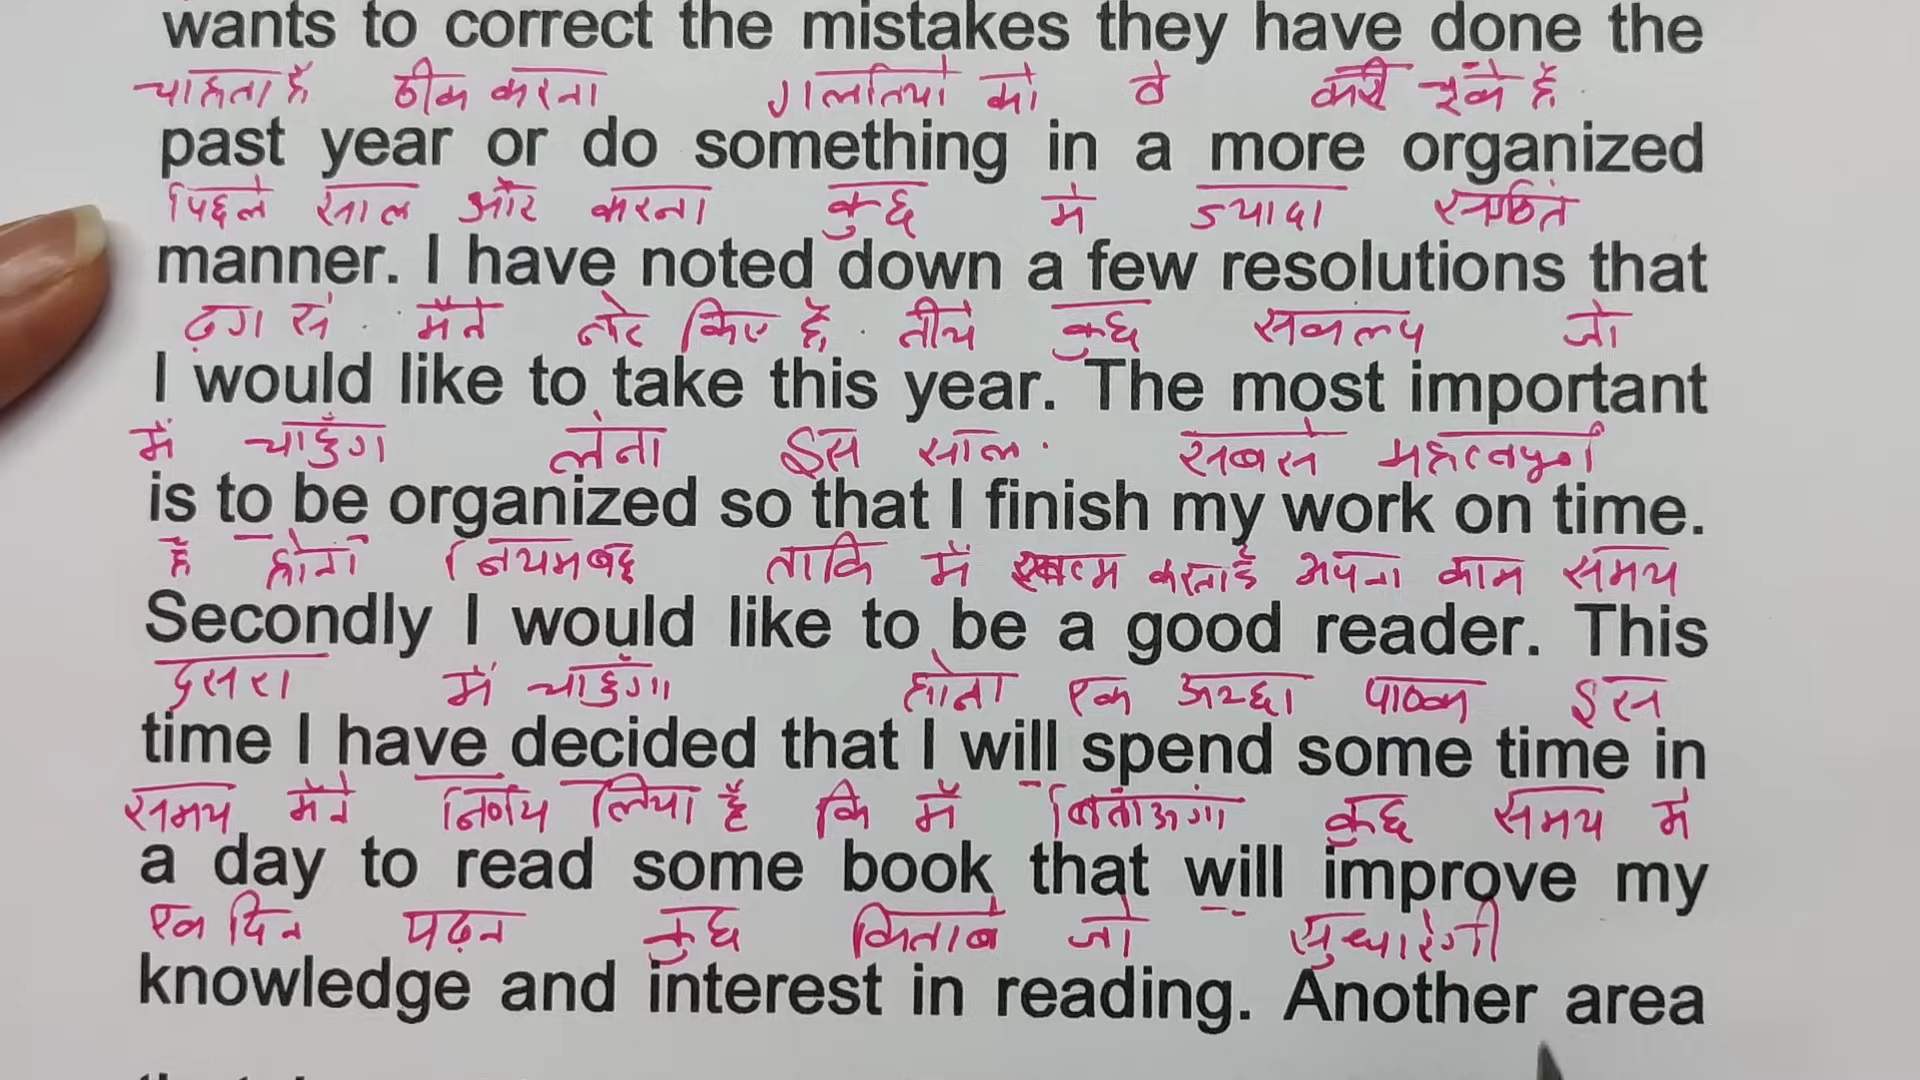 wants to correct the mistakes they have done the
चाहता है ठीक करना गलतियो को वे करी चुके है
past year or do something in a more organized
पिछले साल और करना कुछ मे ज्यादा संगठित
manner. I have noted down a few resolutions that
ढ़ग से मैंने नोट किए है नीचे कुछ सकल्प जो
I would like to take this year. The most important
मैं चाहुँगा लेना इस साल सबसे महत्वपूर्ण
is to be organized so that I finish my work on time.
है होना नियमबद्ध ताकि मैं खत्म करता हूँ अपना काम समय
Secondly I would like to be a good reader. This
दुसरा मैं चाहुँगा होना एक अच्छा पाठक इस
time I have decided that I will spend some time in
समय मैंने निर्णय लिया है कि मैं बिताऊंगा कुछ समय मे
a day to read some book that will improve my
एक दिन पढ़ने कुछ किताबे जो सुधारेगी
knowledge and interest in reading. Another area